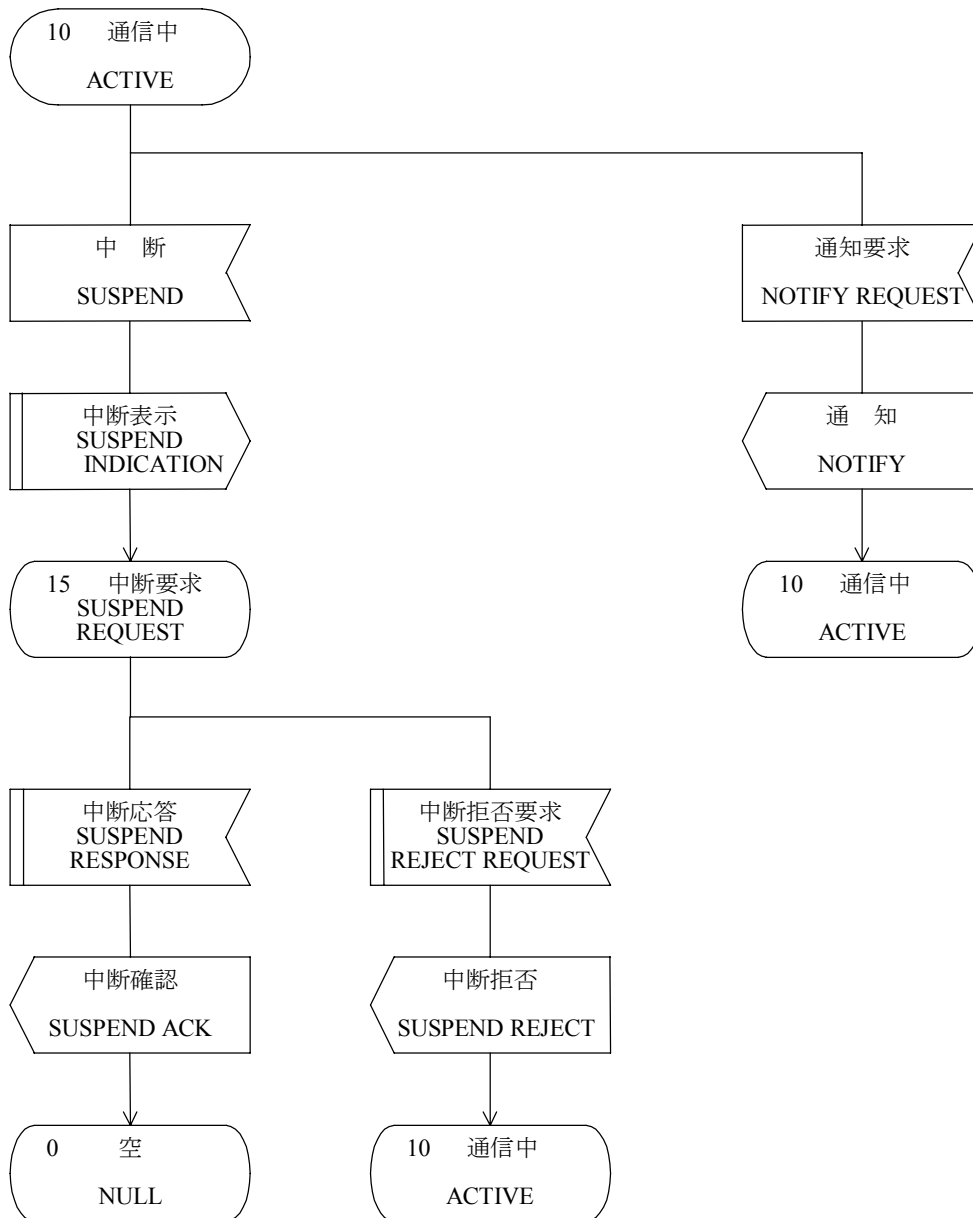 10 通信中
ACTIVE
中 断
SUSPEND
通知要求
NOTIFY REQUEST
中断表示
SUSPEND
INDICATION
通 知
NOTIFY
15 中断要求
SUSPEND
REQUEST
10 通信中
ACTIVE
中断応答
SUSPEND
RESPONSE
中断拒否要求
SUSPEND
REJECT REQUEST
中断確認
SUSPEND ACK
中断拒否
SUSPEND REJECT
0 空
NULL
10 通信中
ACTIVE